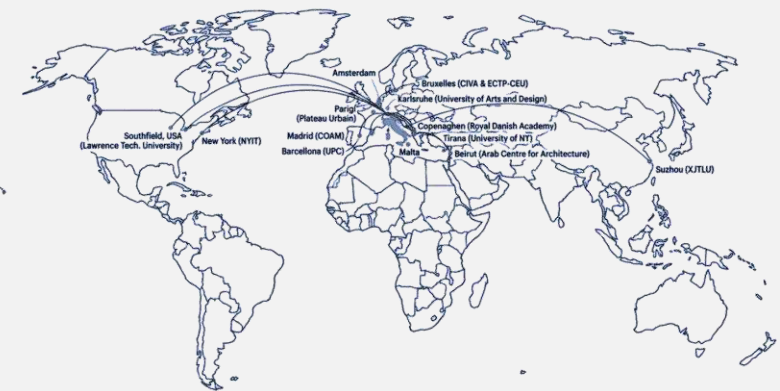 Amsterdam
Bruxelles (CIVA & ECTP-CEU)
Karlsruhe (University of Arts and Design)
Parigi
(Plateau Urbain)
Copenaghen (Royal Danish Academy)
Southfield, USA
(Lawrence Tech. University)
New York (NYIT)
Madrid (COAM)
Tirana (University of NT)
Barcellona (UPC)
Malta
Beirut (Arab Centre for Architecture)
Suzhou (XJTLU)